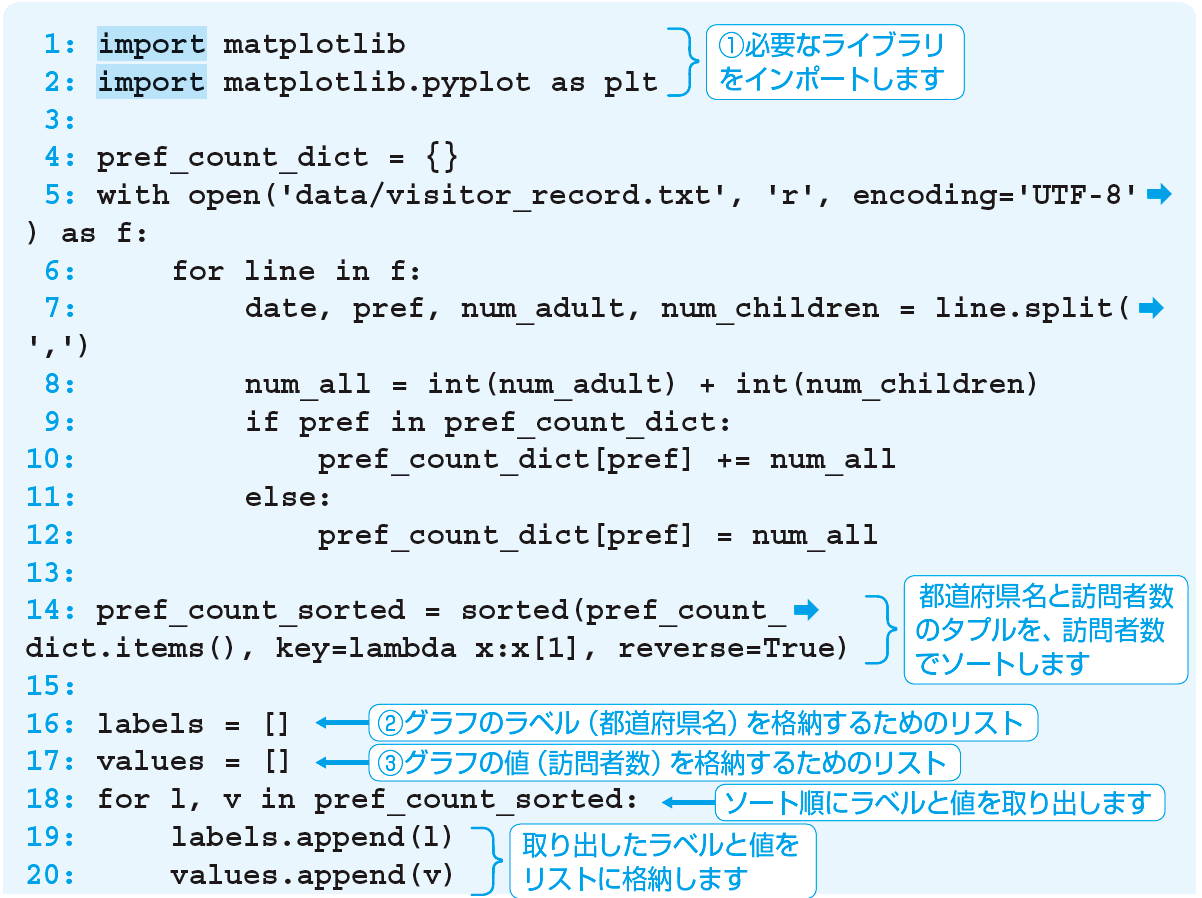 1: import matplotlib
2: import matplotlib.pyplot as plt
①必要なライブラリ
をインポートします
3:
4: pref_count_dict = {}
5: with open('data/visitor_record.txt', 'r', encoding='UTF-8'➡
) as f:
6:     for line in f:
7:         date, pref, num_adult, num_children = line.split(➡
',')
8:         num_all = int(num_adult) + int(num_children)
9:         if pref in pref_count_dict:
10:             pref_count_dict[pref] += num_all
11:         else:
12:             pref_count_dict[pref] = num_all
13:
14: pref_count_sorted = sorted(pref_count_➡
dict.items(), key=lambda x:x[1], reverse=True)
都道府県名と訪問者数
のタプルを、訪問者数
でソートします
15:
16: labels = []
②グラフのラベル（都道府県名）を格納するためのリスト
17: values = []
③グラフの値（訪問者数）を格納するためのリスト
18: for l, v in pref_count_sorted:
ソート順にラベルと値を取り出します
19:     labels.append(l)
20:     values.append(v)
取り出したラベルと値を
リストに格納します